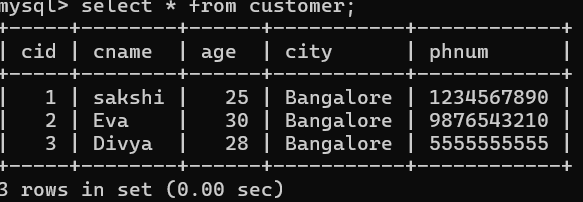 mysql> select * from customer;
+-----+--------+------+-----------+------------+
| cid | cname  | age  | city      | phnum      |
+-----+--------+------+-----------+------------+
|   1 | sakshi |   25 | Bangalore | 1234567890 |
|   2 | Eva    |   30 | Bangalore | 9876543210 |
|   3 | Divya  |   28 | Bangalore | 5555555555 |
+-----+--------+------+-----------+------------+
3 rows in set (0.00 sec)